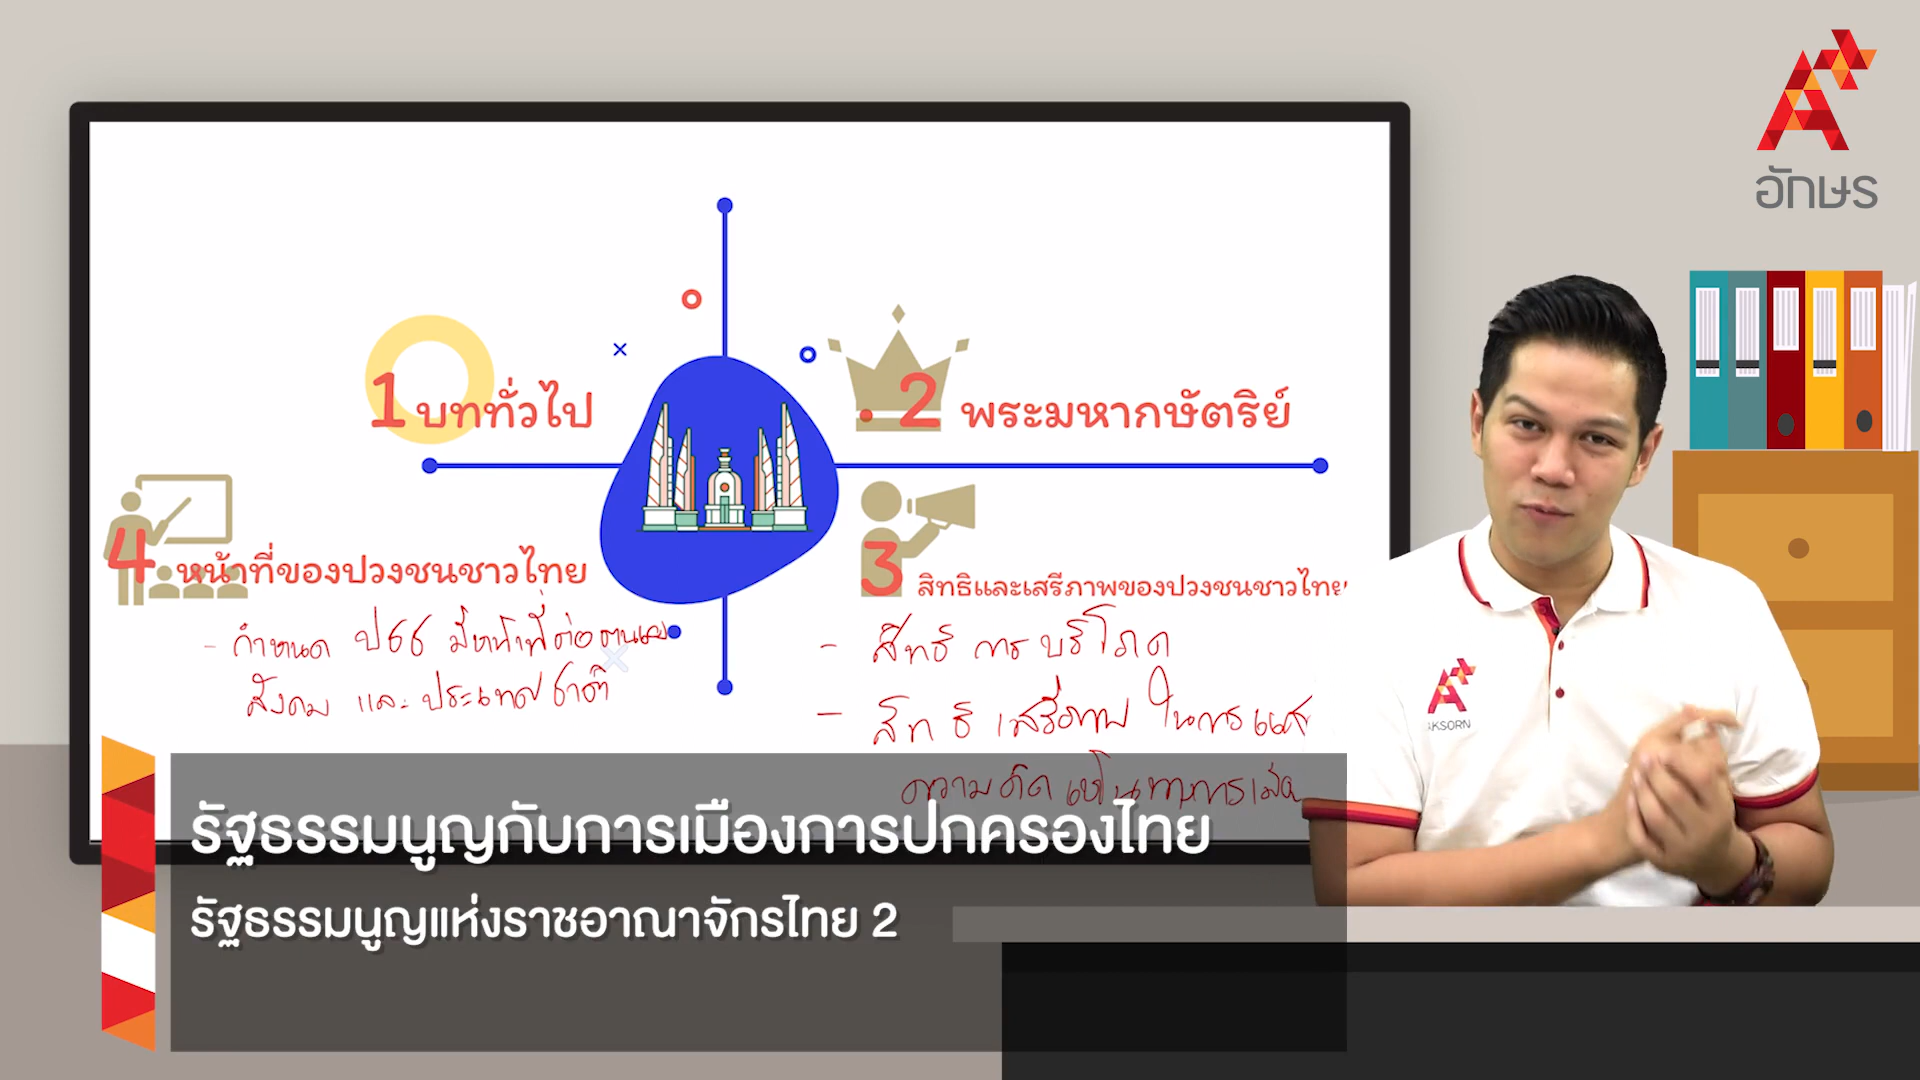 อักษร
1 บททั่วไป
2 พระมหากษัตริย์
4 หน้าที่ของปวงชนชาวไทย
- กำหนด ปชช มีหน้าที่ต่อตนเอง
สังคม และ ประเทศชาติ
3 สิทธิและเสรีภาพของปวงชนชาวไทย
- สิทธิ การ บริโภค
- สิทธิ เสรีภาพ ในการแสดง
ความคิดเห็นทางการเมือง
AKSORN
รัฐธรรมนูญกับการเมืองการปกครองไทย
รัฐธรรมนูญแห่งราชอาณาจักรไทย 2